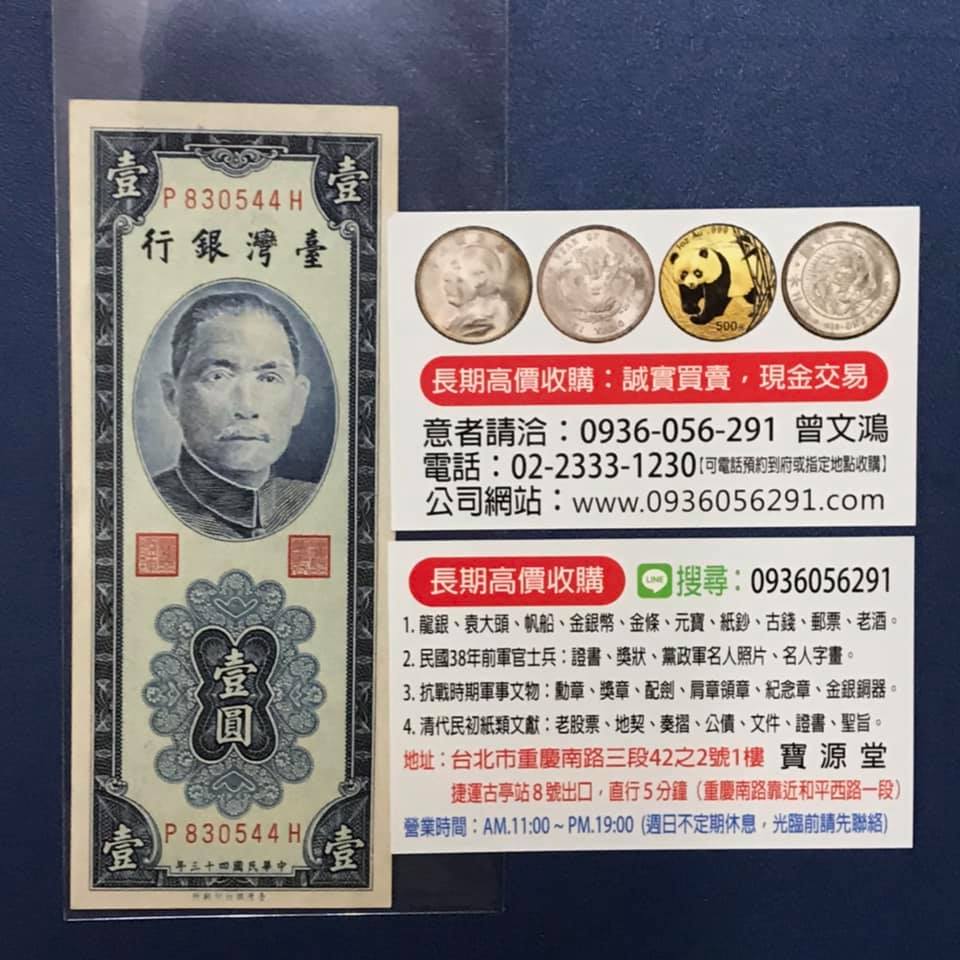 壹
壹
P 830544 H
行銀灣臺
壹圓
P 830544 H
壹
壹
年三十四國民華中
1oz Au .999
500元
長期高價收購：誠實買賣，現金交易
意者請洽：0936-056-291 曾文鴻
電話：02-2333-1230【可電話預約到府或指定地點收購】
公司網站：www.0936056291.com
長期高價收購 LINE 搜尋：0936056291
1. 龍銀、袁大頭、帆船、金銀幣、金條、元寶、紙鈔、古錢、郵票、老酒。
2. 民國38年前軍官士兵：證書、獎狀、黨政軍名人照片、名人字畫。
3. 抗戰時期軍事文物：勳章、獎章、配劍、肩章領章、紀念章、金銀銅器。
4. 清代民初紙類文獻：老股票、地契、奏摺、公債、文件、證書、聖旨。
地址：台北市重慶南路三段42之2號1樓 寶源堂
捷運古亭站8號出口，直行5分鐘（重慶南路靠近和平西路一段）
營業時間：AM.11:00 ~ PM.19:00 (週日不定期休息，光臨前請先聯絡)